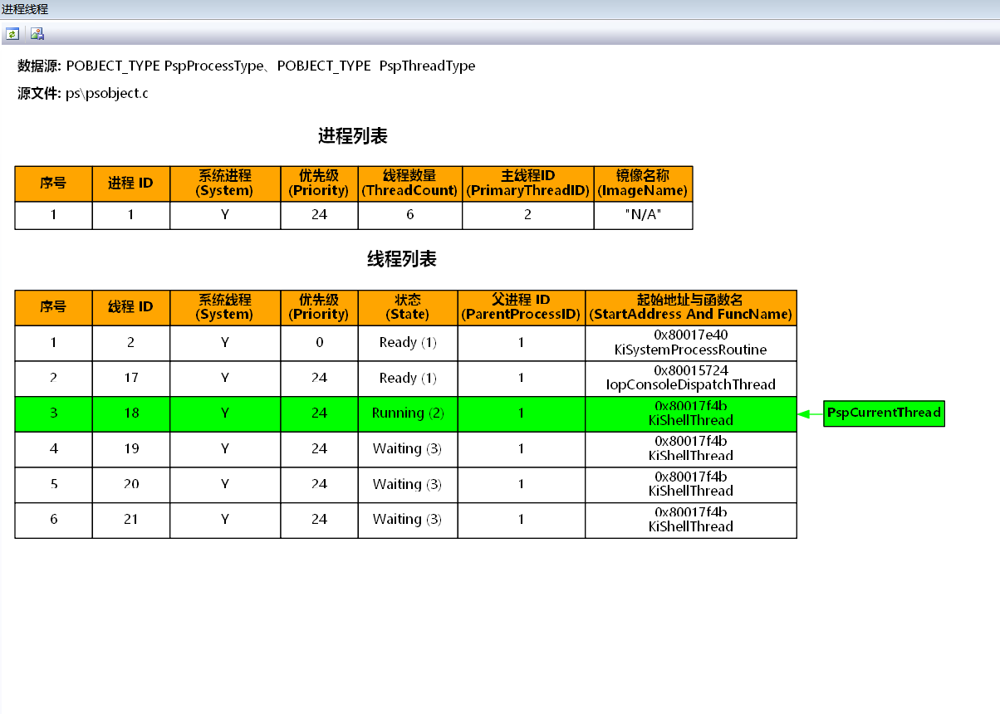 进程线程
数据源: POBJECT_TYPE PspProcessType、POBJECT_TYPE PspThreadType
源文件: ps\psobject.c
进程列表
序号 进程 ID 系统进程 (System) 优先级 (Priority) 线程数量 (ThreadCount) 主线程ID (PrimaryThreadID) 镜像名称 (ImageName)
1 1 Y 24 6 2 "N/A"
线程列表
序号 线程 ID 系统线程 (System) 优先级 (Priority) 状态 (State) 父进程 ID (ParentProcessID) 起始地址与函数名 (StartAddress And FuncName)
1 2 Y 0 Ready (1) 1 0x80017e40 KiSystemProcessRoutine
2 17 Y 24 Ready (1) 1 0x80015724 IopConsoleDispatchThread
3 18 Y 24 Running (2) 1 0x80017f4b KiShellThread PspCurrentThread
4 19 Y 24 Waiting (3) 1 0x80017f4b KiShellThread
5 20 Y 24 Waiting (3) 1 0x80017f4b KiShellThread
6 21 Y 24 Waiting (3) 1 0x80017f4b KiShellThread